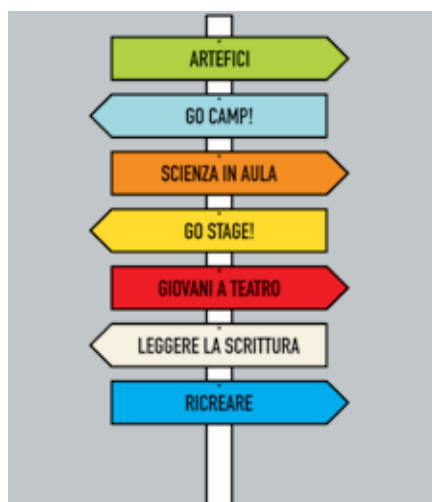 ARTEFICI
GO CAMP!
SCIENZA IN AULA
GO STAGE!
GIOVANI A TEATRO
LEGGERE LA SCRITTURA
RICREARE